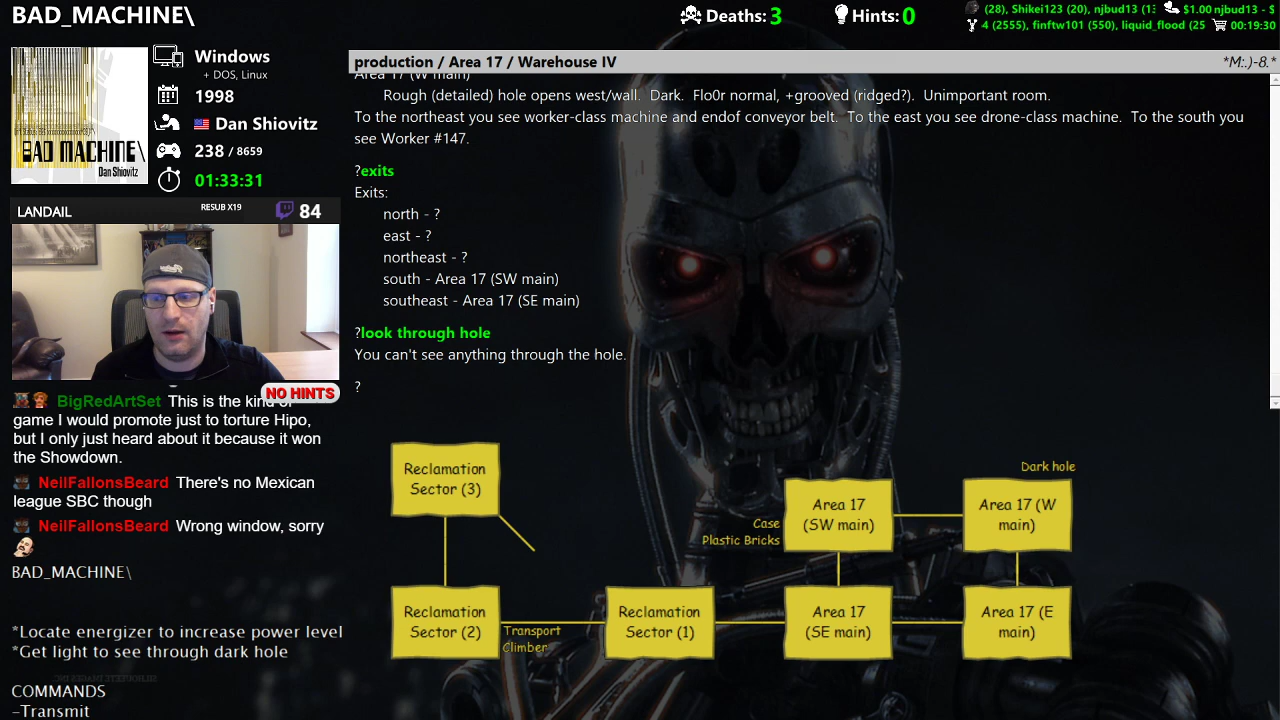 BAD_MACHINE\
Deaths: 3
Hints: 0
(28), Shikei123 (20), njbud13 (13
$1.00 njbud13 - $
4 (2555), finftw101 (550), liquid_flood (25
00:19:30
BAD MACHINE\
Dan Shiovitz
Windows
+ DOS, Linux
1998
Dan Shiovitz
238 / 8659
01:33:31
LANDAIL
RESUB X19
84
NO HINTS
BigRedArtSet This is the kind of
game I would promote just to torture Hipo,
but I only just heard about it because it won
the Showdown.
NeilFallonsBeard There's no Mexican
league SBC though
NeilFallonsBeard Wrong window, sorry
BAD_MACHINE\
*Locate energizer to increase power level
*Get light to see through dark hole
COMMANDS
-Transmit
production / Area 17 / Warehouse IV
*M:.)-8.*
Area 17 (W main)
Rough (detailed) hole opens west/wall. Dark. Flo0r normal, +grooved (ridged?). Unimportant room.
To the northeast you see worker-class machine and endof conveyor belt. To the east you see drone-class machine. To the south you
see Worker #147.
?exits
Exits:
north - ?
east - ?
northeast - ?
south - Area 17 (SW main)
southeast - Area 17 (SE main)
?look through hole
You can't see anything through the hole.
?
Reclamation
Sector (3)
Dark hole
Area 17
(SW main)
Area 17 (W
main)
Case
Plastic Bricks
Reclamation
Sector (2)
Transport
Climber
Reclamation
Sector (1)
Area 17
(SE main)
Area 17 (E
main)